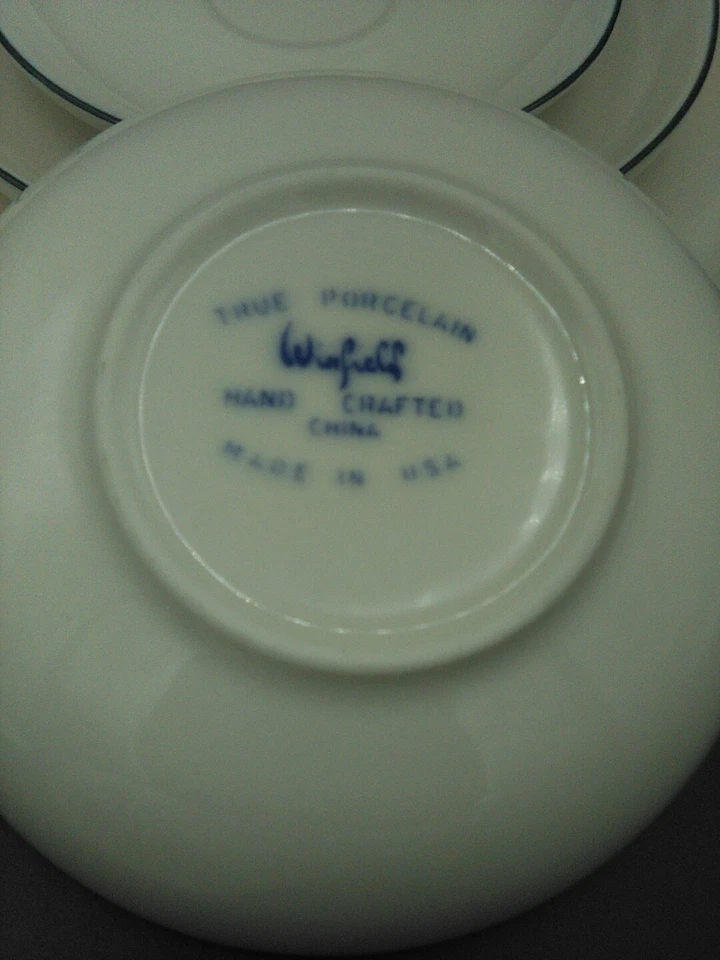 TRUE PORCELAIN
Winfield
HAND CRAFTED
CHINA
MADE IN USA